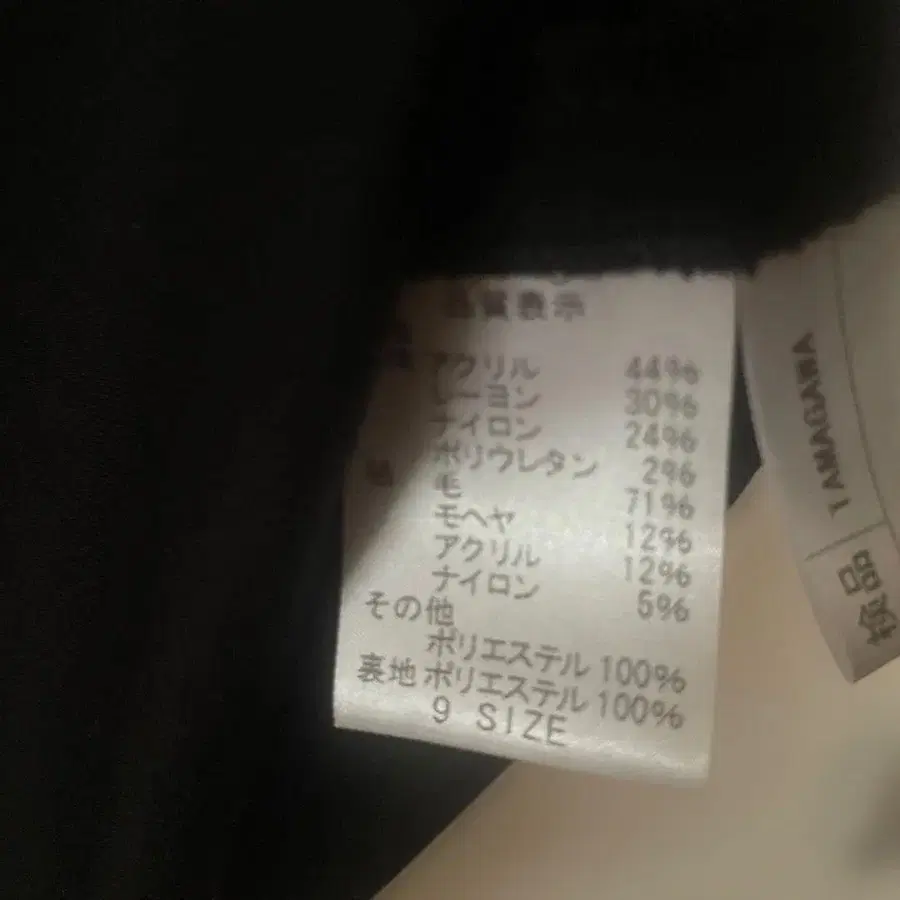 品質表示
アクリル 44%
レーヨン 30%
ナイロン 24%
ポリウレタン 2%
毛 71%
モヘヤ 12%
アクリル 12%
ナイロン 5%
その他
ポリエステル 100%
表地 ポリエステル 100%
9 SIZE
TAMAGAWA
品